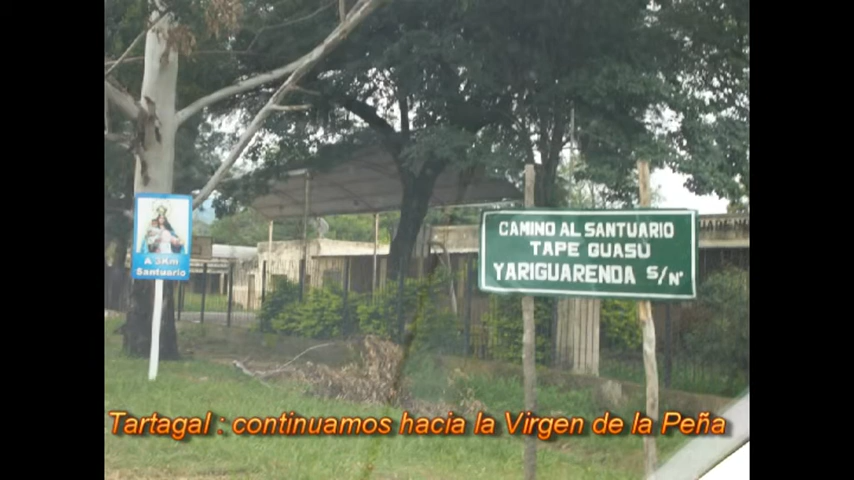 A 3Km
Santuario
CAMINO AL SANTUARIO
TAPE GUASU
YARIGUARENDA S/N°
Tartagal : continuamos hacia la Virgen de la Peña